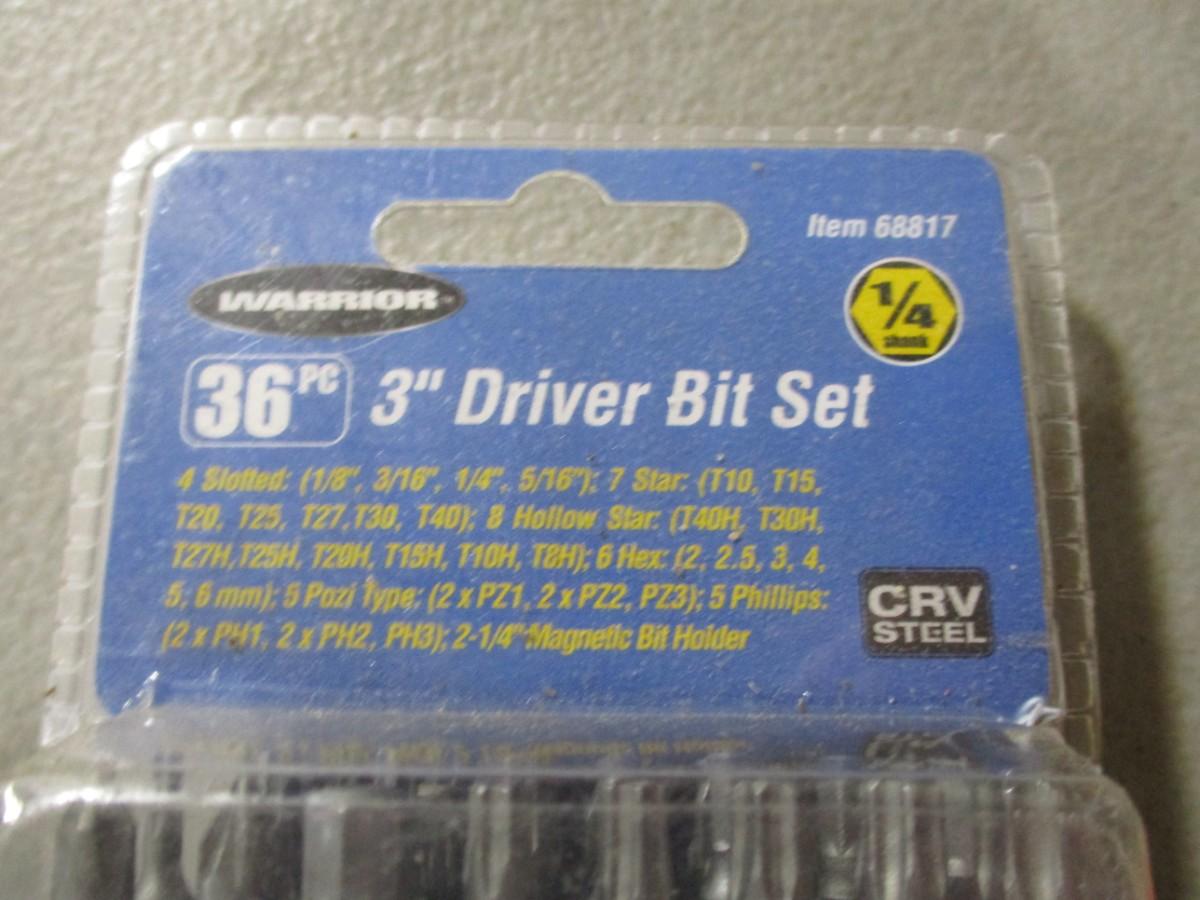 Item 68817
WARRIOR
1/4
shank
36 PC 3" Driver Bit Set
4 Slotted: (1/8", 3/16", 1/4", 5/16"); 7 Star: (T10, T15,
T20, T25, T27,T30, T40); 8 Hollow Star: (T40H, T30H,
T27H,T25H, T20H, T15H, T10H, T8H); 6 Hex: (2, 2.5, 3, 4,
5, 6 mm); 5 Pozi Type: (2 x PZ1, 2 x PZ2, PZ3); 5 Phillips:
(2 x PH1, 2 x PH2, PH3); 2-1/4" Magnetic Bit Holder
CRV
STEEL